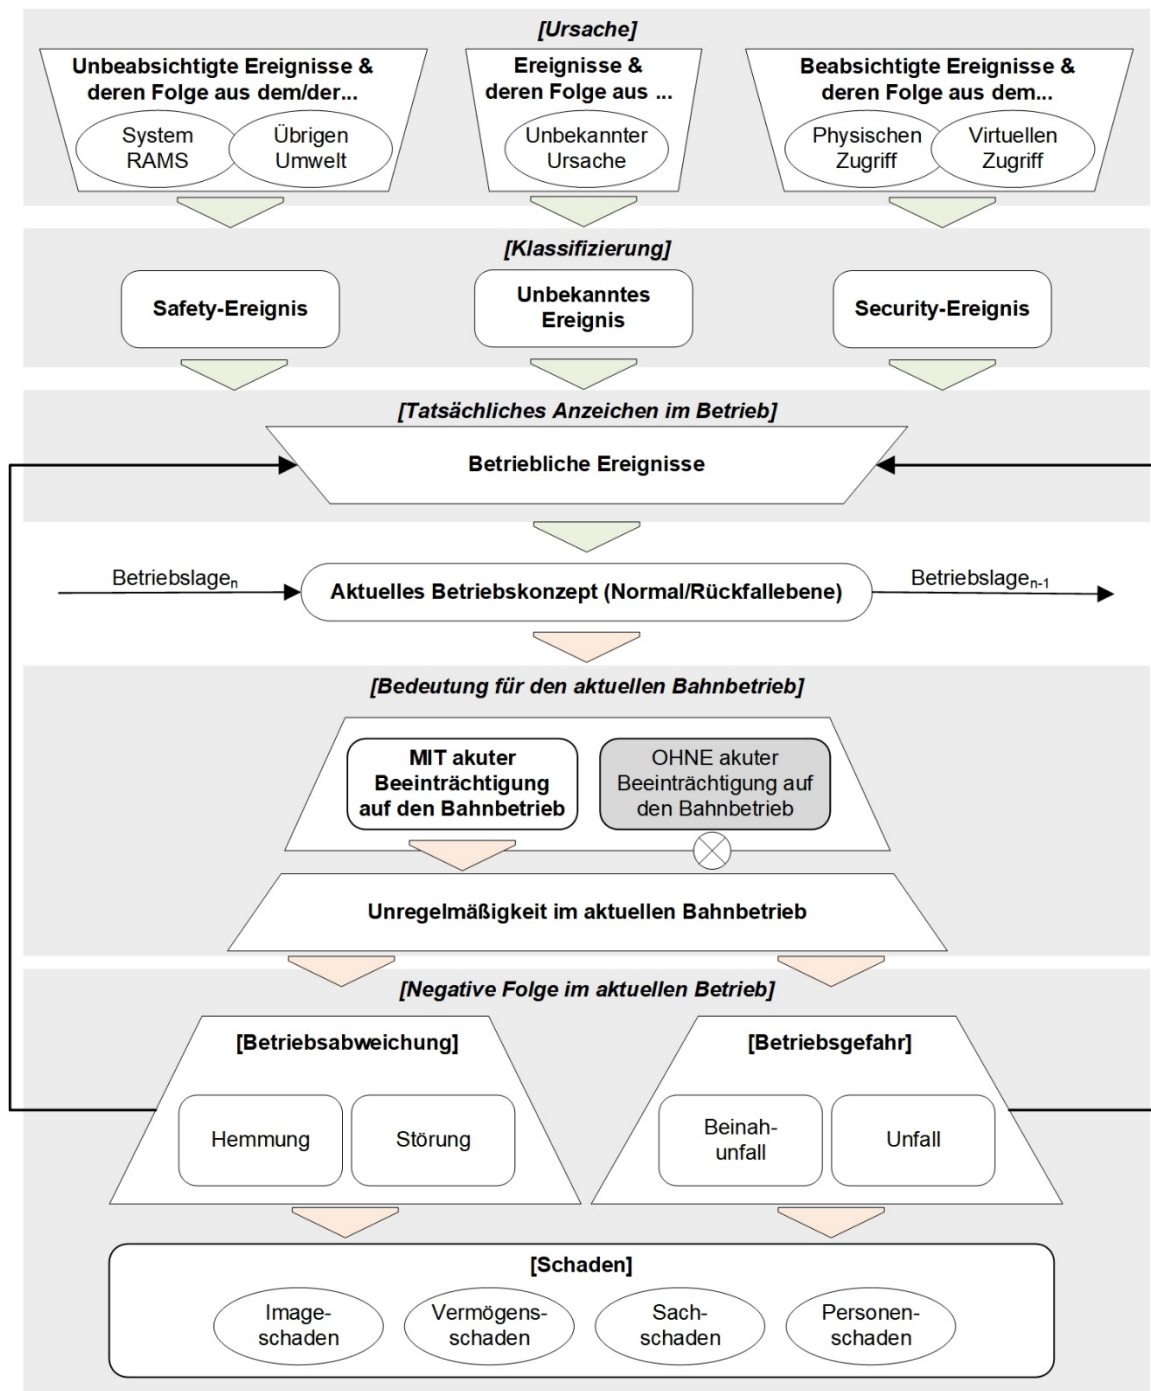 [Ursache]
Unbeabsichtigte Ereignisse &
deren Folge aus dem/der...
System
RAMS
Übrigen
Umwelt
Ereignisse &
deren Folge aus ...
Unbekannter
Ursache
Beabsichtigte Ereignisse &
deren Folge aus dem...
Physischen
Zugriff
Virtuellen
Zugriff
[Klassifizierung]
Safety-Ereignis
Unbekanntes
Ereignis
Security-Ereignis
[Tatsächliches Anzeichen im Betrieb]
Betriebliche Ereignisse
Betriebslagen
Aktuelles Betriebskonzept (Normal/Rückfallebene)
Betriebslagen-1
[Bedeutung für den aktuellen Bahnbetrieb]
MIT akuter
Beeinträchtigung
auf den Bahnbetrieb
OHNE akuter
Beeinträchtigung auf
den Bahnbetrieb
Unregelmäßigkeit im aktuellen Bahnbetrieb
[Negative Folge im aktuellen Betrieb]
[Betriebsabweichung]
Hemmung
Störung
[Betriebsgefahr]
Beinah-
unfall
Unfall
[Schaden]
Image-
schaden
Vermögens-
schaden
Sach-
schaden
Personen-
schaden